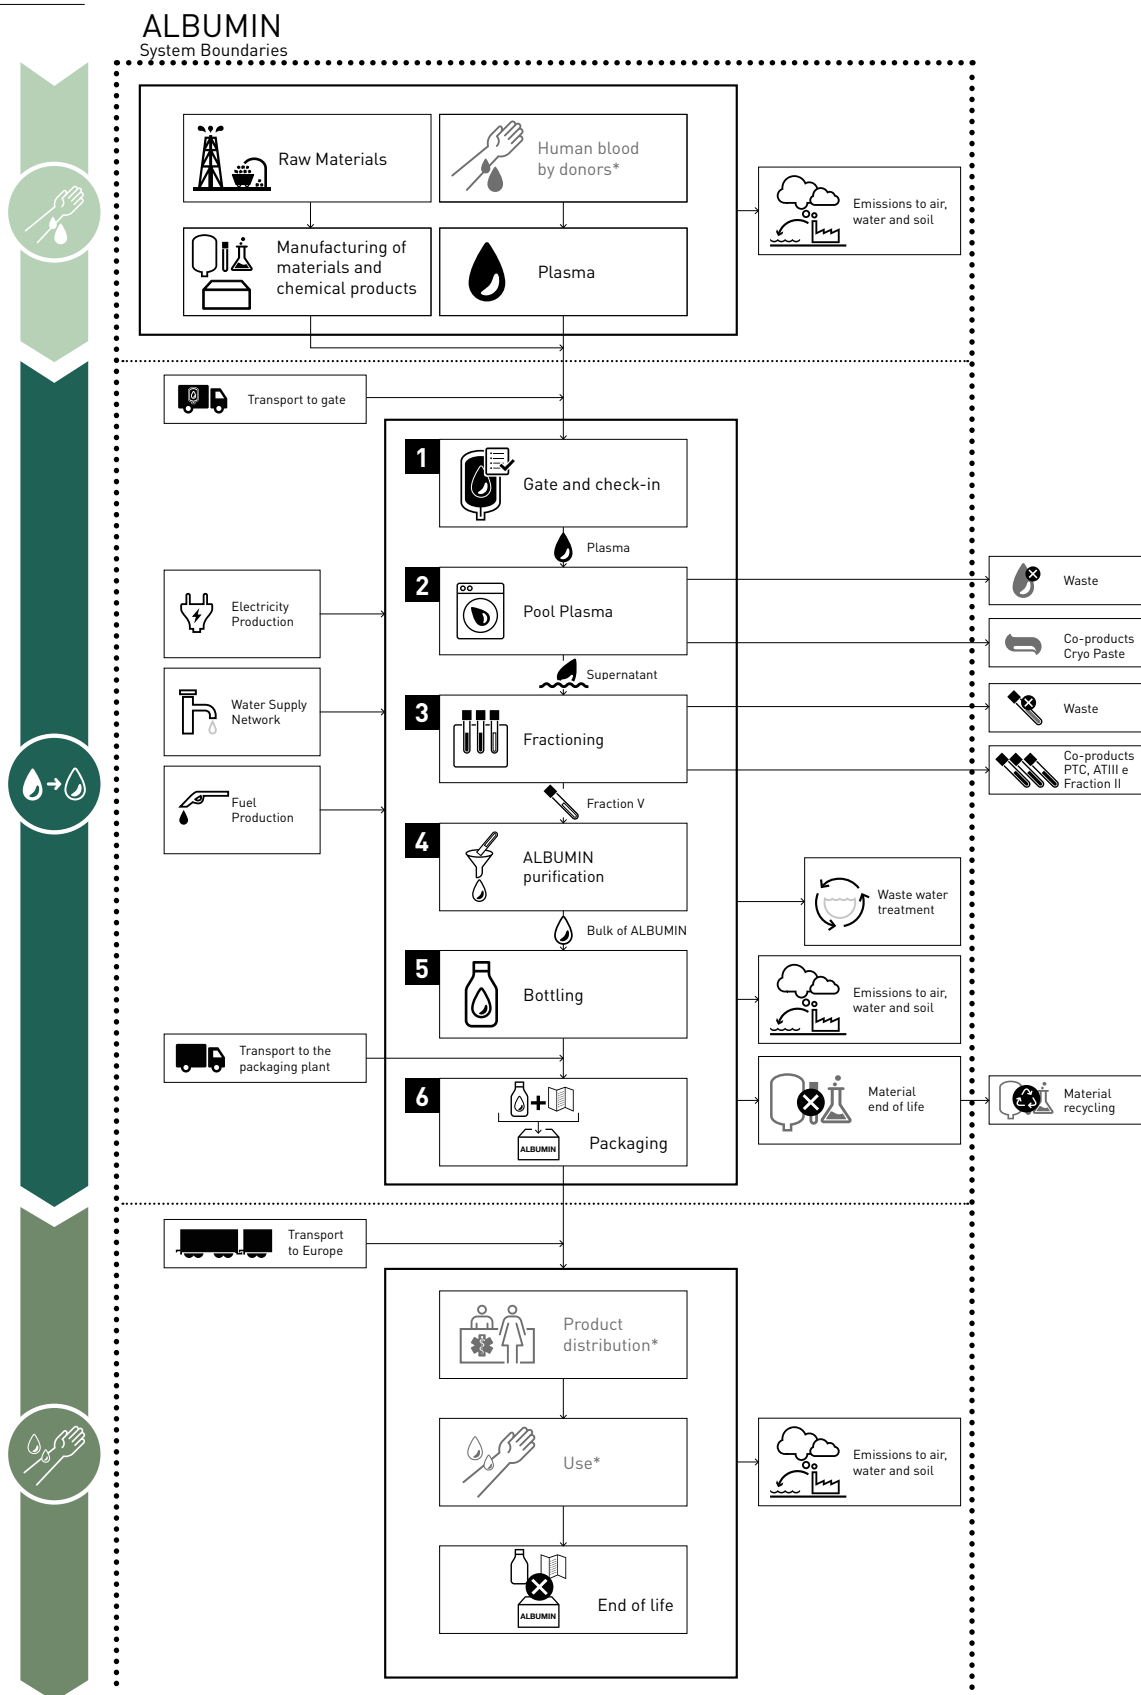 ALBUMIN
System Boundaries
Raw Materials
Human blood
by donors*
Emissions to air,
water and soil
Manufacturing of
materials and
chemical products
Plasma
Transport to gate
1
Gate and check-in
Plasma
2
Pool Plasma
Waste
Electricity
Production
Co-products
Cryo Paste
Supernatant
3
Fractioning
Water Supply
Network
Waste
Co-products
PTC, ATIII e
Fraction II
Fraction V
Fuel
Production
4
ALBUMIN
purification
Waste water
treatment
Bulk of ALBUMIN
5
Bottling
Emissions to air,
water and soil
Transport to the
packaging plant
6
ALBUMIN
Packaging
Material
end of life
Material
recycling
Transport
to Europe
Product
distribution*
Use*
Emissions to air,
water and soil
ALBUMIN
End of life